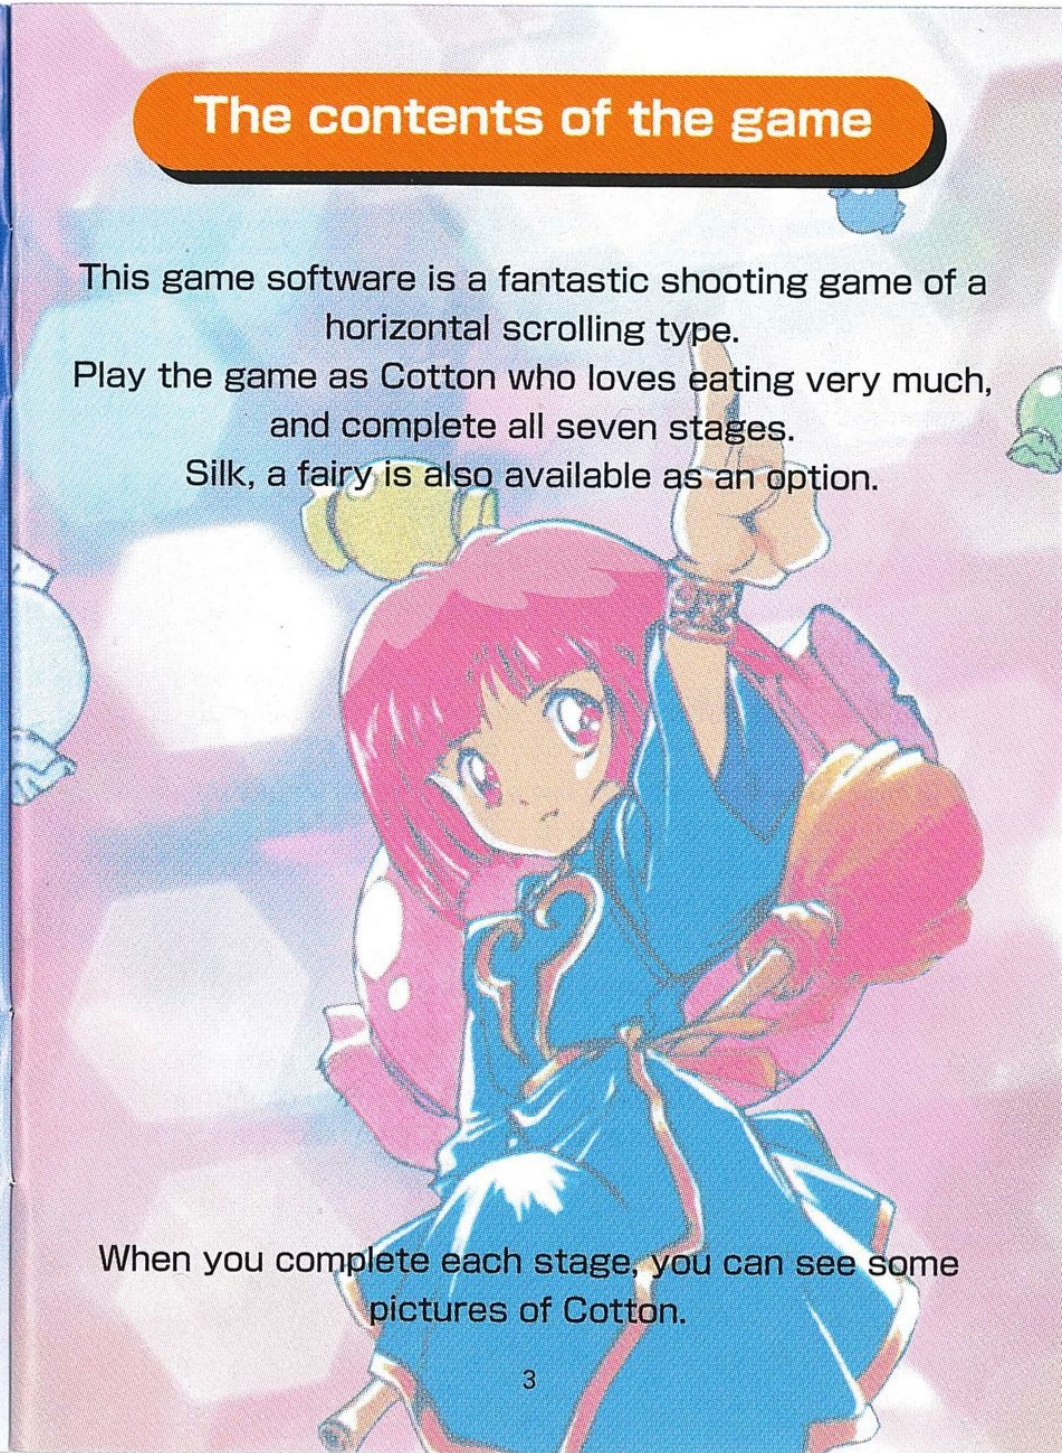 The contents of the game
This game software is a fantastic shooting game of a
horizontal scrolling type.
Play the game as Cotton who loves eating very much,
and complete all seven stages.
Silk, a fairy is also available as an option.
When you complete each stage, you can see some
pictures of Cotton.
3